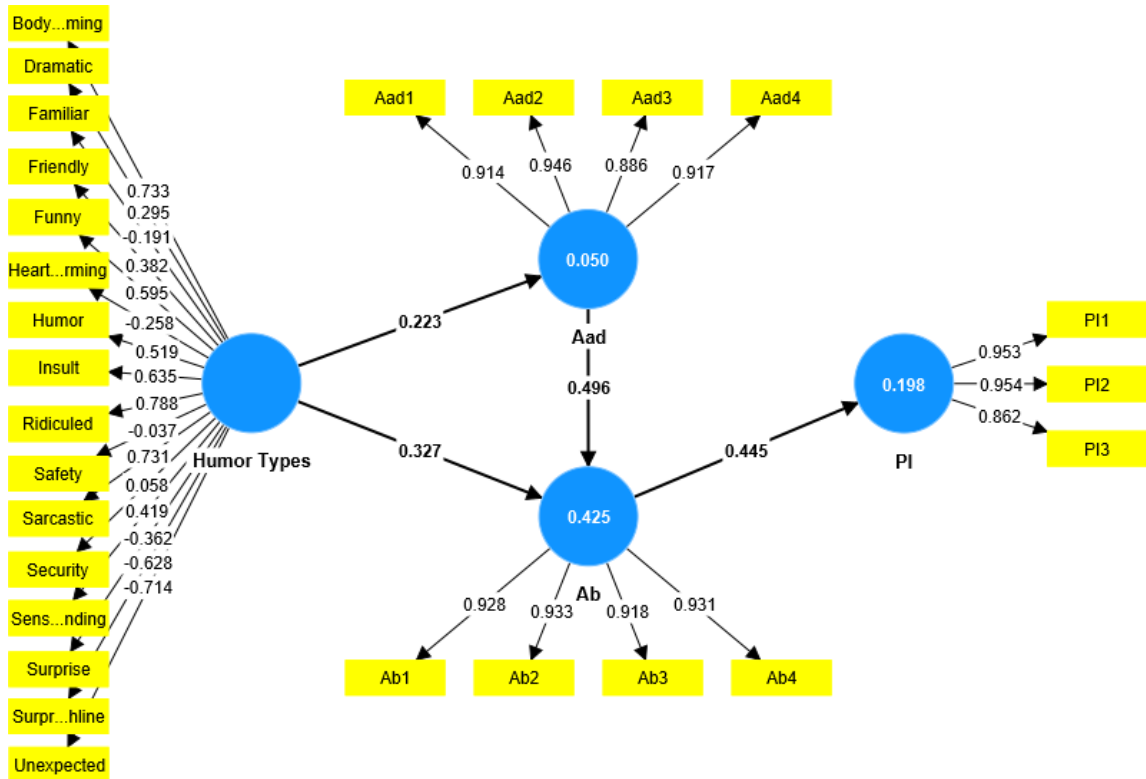 Body...ming
Dramatic
Familiar
Friendly
Funny
Heart...rming
Humor
Insult
Ridiculed
Safety
Sarcastic
Security
Sens...nding
Surprise
Surpr...hline
Unexpected
0.733
0.295
-0.191
0.382
0.595
-0.258
0.519
0.635
0.788
-0.037
0.731
0.058
0.419
-0.362
-0.628
-0.714
Humor Types
0.223
0.327
Aad1
Aad2
Aad3
Aad4
0.914
0.946
0.886
0.917
0.050
Aad
0.496
0.425
Ab
0.928
0.933
0.918
0.931
Ab1
Ab2
Ab3
Ab4
0.445
0.198
PI
0.953
0.954
0.862
PI1
PI2
PI3